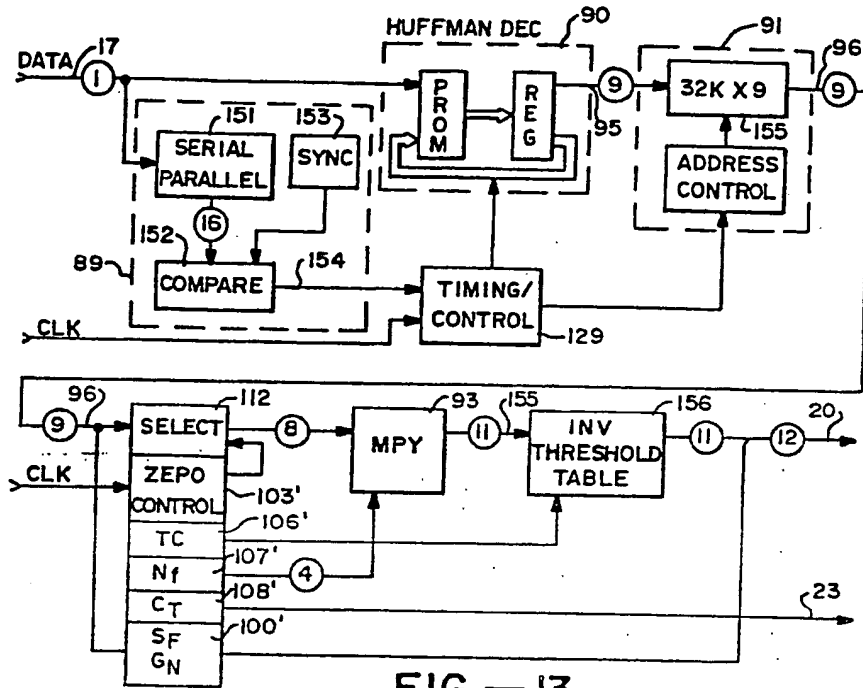 HUFFMAN DEC
90
91
96
DATA
17
1
PROM
REG
95
9
32K X 9
155
9
ADDRESS
CONTROL
151
SERIAL
PARALLEL
153
SYNC
16
152
COMPARE
154
89
TIMING/
CONTROL
129
CLK
96
9
112
SELECT
8
93
MPY
11
155
156
INV
THRESHOLD
TABLE
11
12
20
CLK
ZEPO
CONTROL
103'
106'
TC
107'
Nf
4
108'
CT
23
100'
SF
GN
FIG — 13